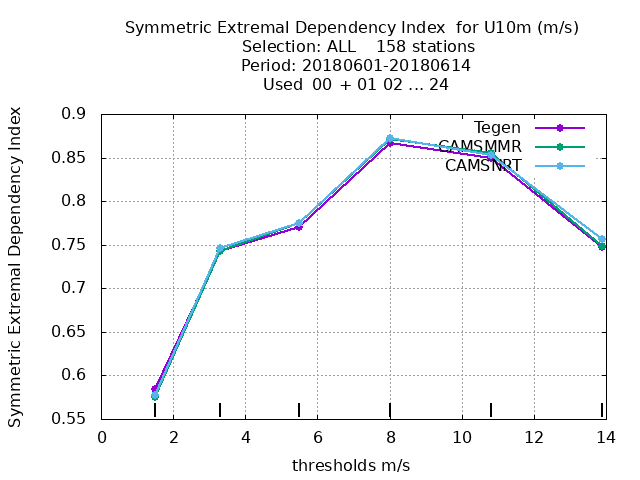 Symmetric Extremal Dependency Index  for U10m (m/s)
Selection: ALL    158 stations
Period: 20180601-20180614
Used  00 + 01 02 ... 24
Symmetric Extremal Dependency Index
0.9
0.85
0.8
0.75
0.7
0.65
0.6
0.55
Tegen
CAMSMMR
CAMSNRT
0 2 4 6 8 10 12 14
thresholds m/s